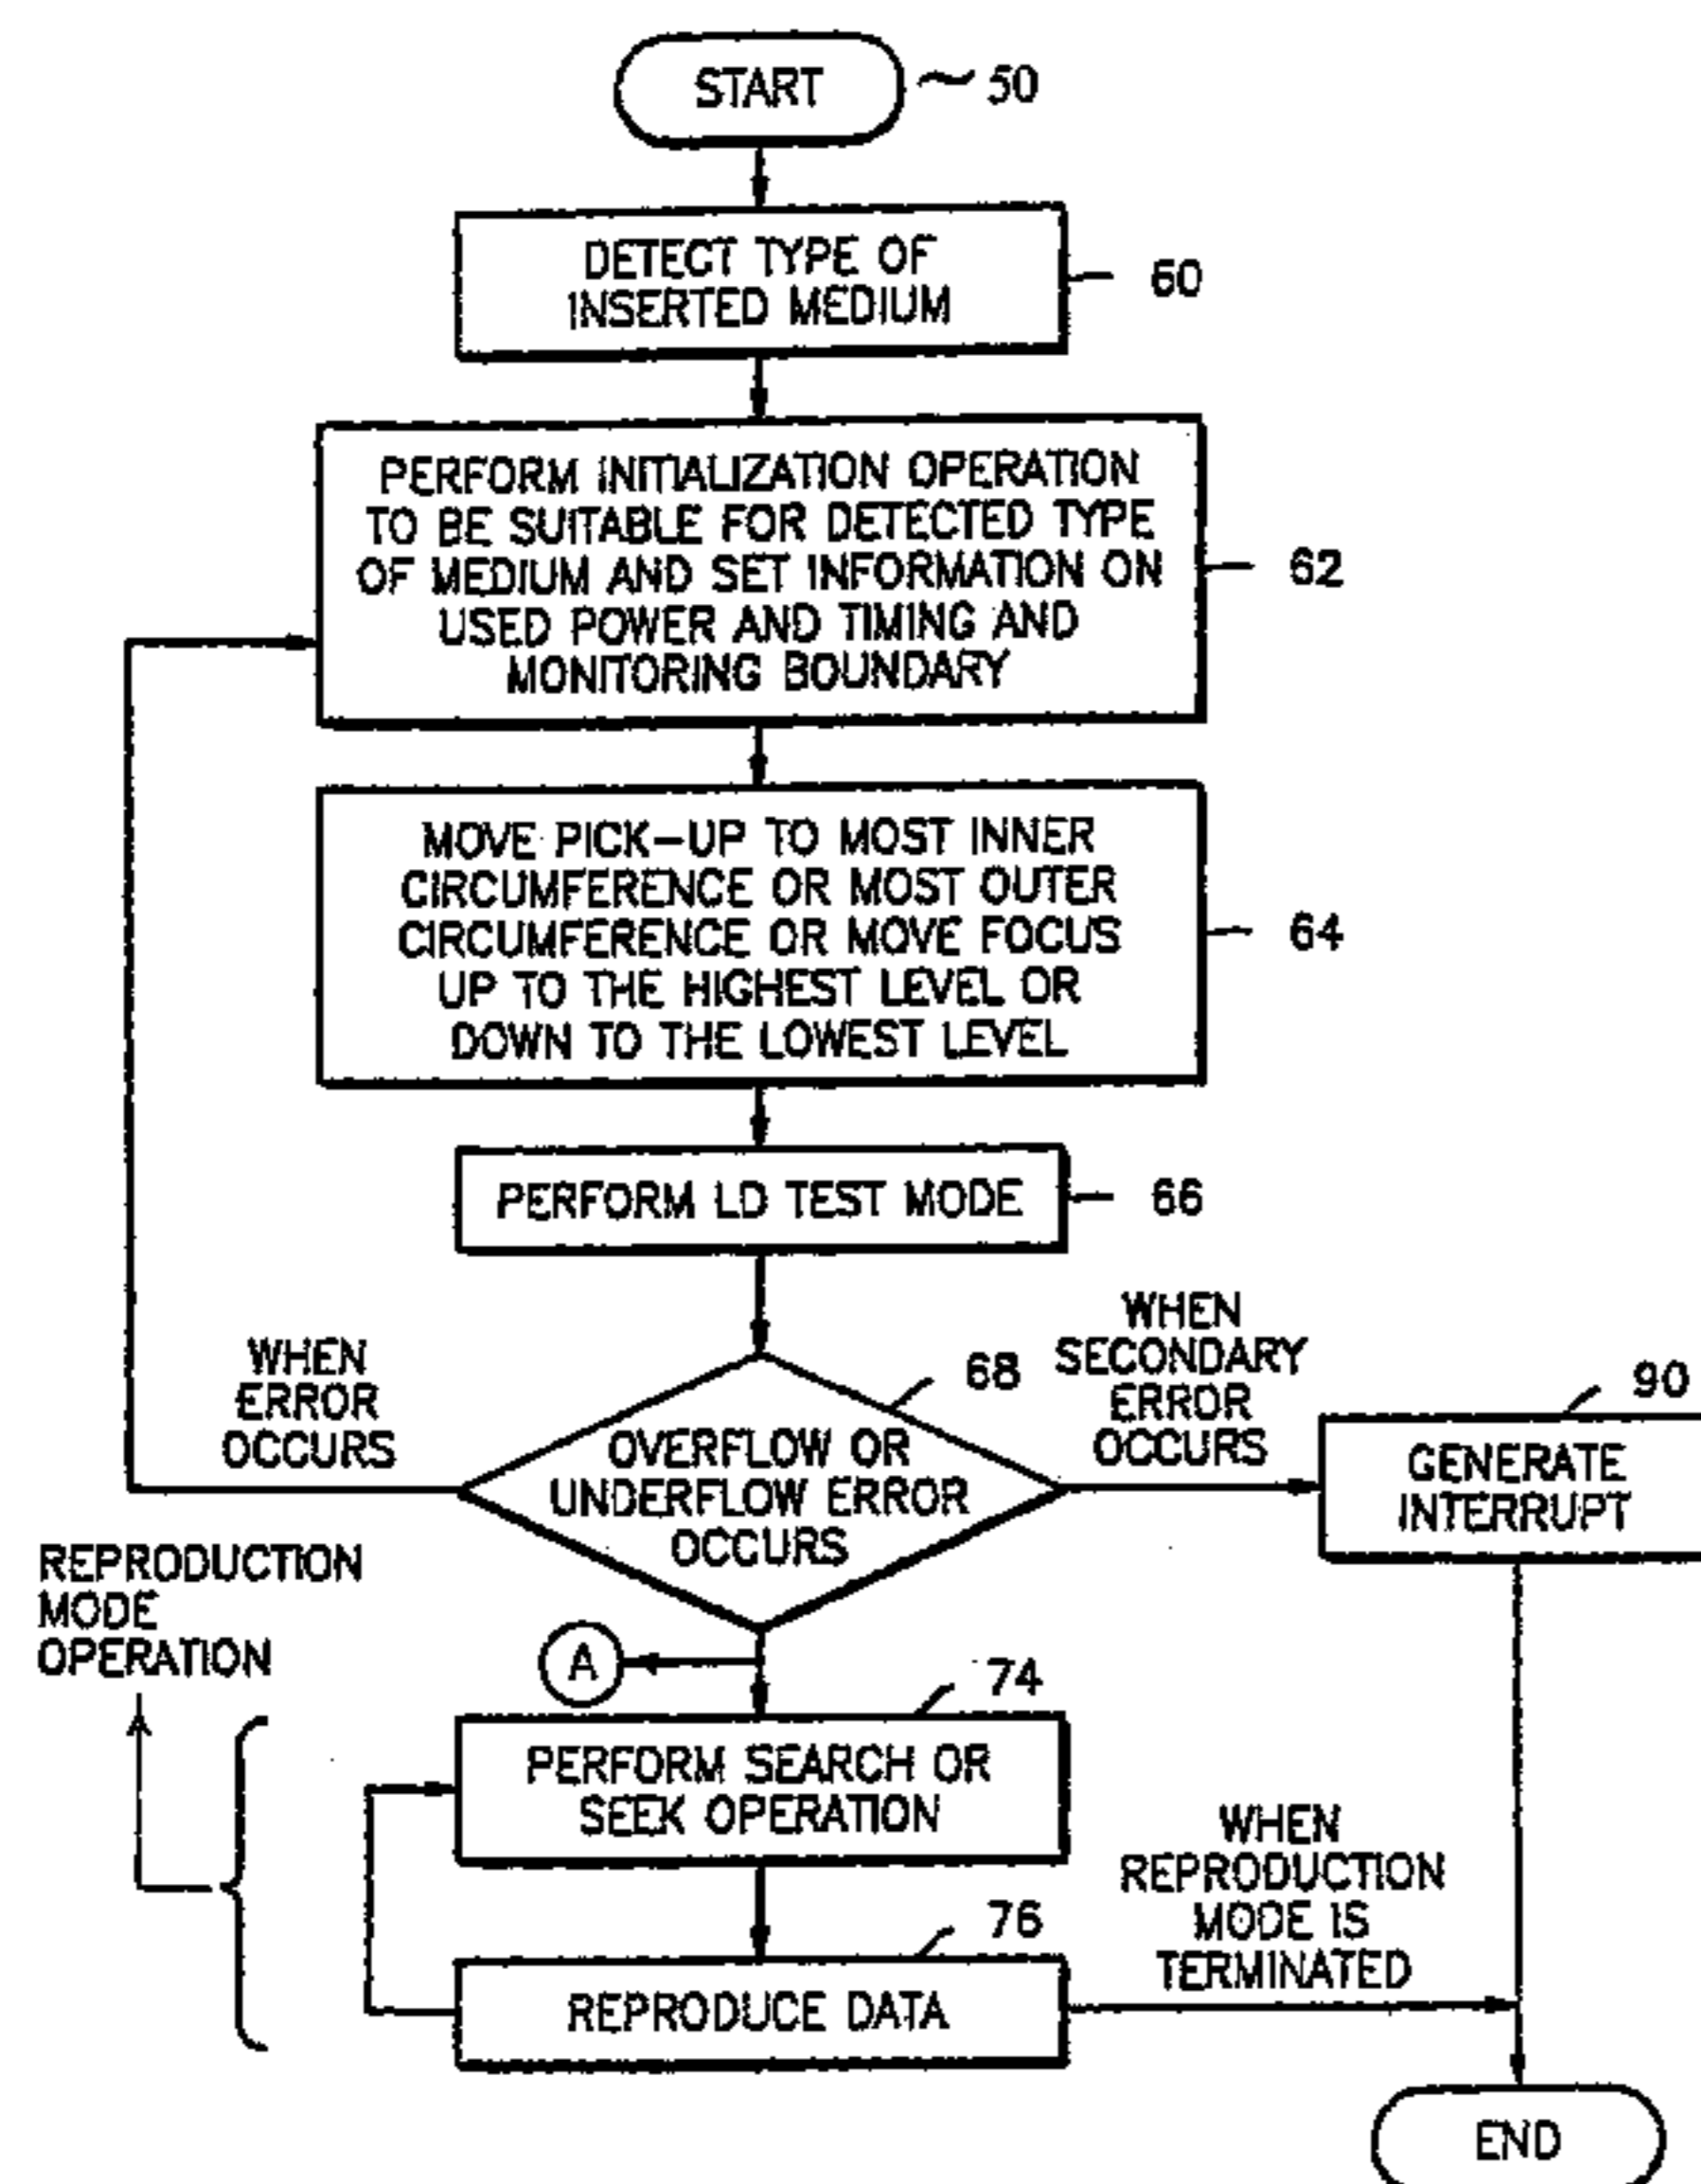 START
50
DETECT TYPE OF
INSERTED MEDIUM
60
PERFORM INITIALIZATION OPERATION
TO BE SUITABLE FOR DETECTED TYPE
OF MEDIUM AND SET INFORMATION ON
USED POWER AND TIMING AND
MONITORING BOUNDARY
62
MOVE PICK-UP TO MOST INNER
CIRCUMFERENCE OR MOST OUTER
CIRCUMFERENCE OR MOVE FOCUS
UP TO THE HIGHEST LEVEL OR
DOWN TO THE LOWEST LEVEL
64
PERFORM LD TEST MODE
66
WHEN
ERROR
OCCURS
68
OVERFLOW OR
UNDERFLOW ERROR
OCCURS
WHEN
SECONDARY
ERROR
OCCURS
90
GENERATE
INTERRUPT
REPRODUCTION
MODE
OPERATION
A
74
PERFORM SEARCH OR
SEEK OPERATION
76
REPRODUCE DATA
WHEN
REPRODUCTION
MODE IS
TERMINATED
END